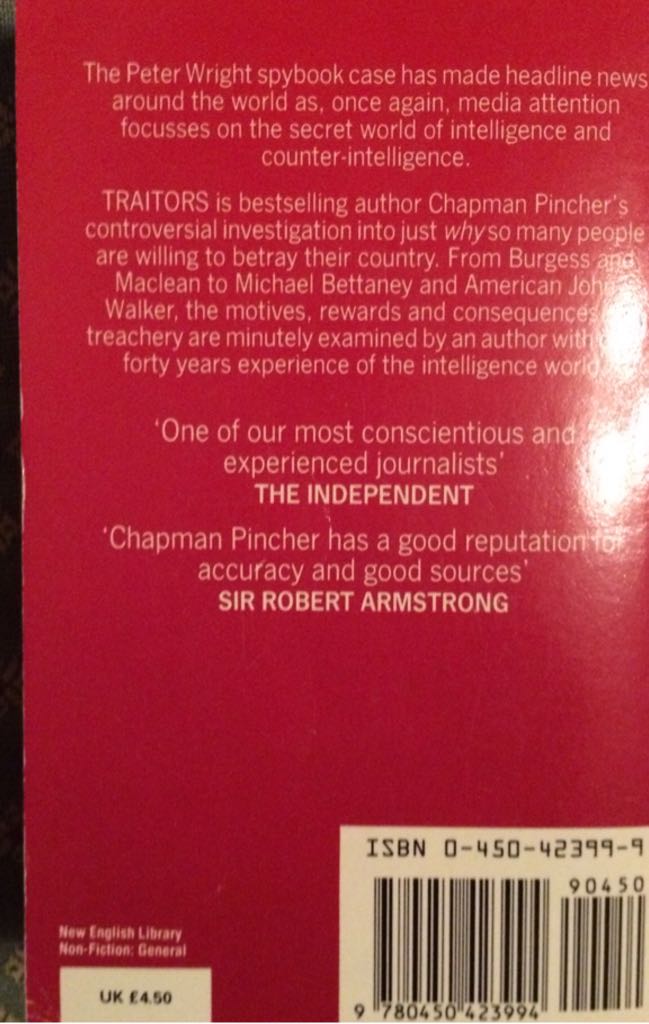 The Peter Wright spybook case has made headline news
around the world as, once again, media attention
focusses on the secret world of intelligence and
counter-intelligence.
TRAITORS is bestselling author Chapman Pincher's
controversial investigation into just why so many people
are willing to betray their country. From Burgess and
Maclean to Michael Bettaney and American John
Walker, the motives, rewards and consequences
treachery are minutely examined by an author with
forty years experience of the intelligence world
'One of our most conscientious and
experienced journalists'
THE INDEPENDENT
'Chapman Pincher has a good reputation for
accuracy and good sources'
SIR ROBERT ARMSTRONG
ISBN 0-450-42399-9
90450
9 780450 423994
New English Library
Non-Fiction: General
UK £4.50